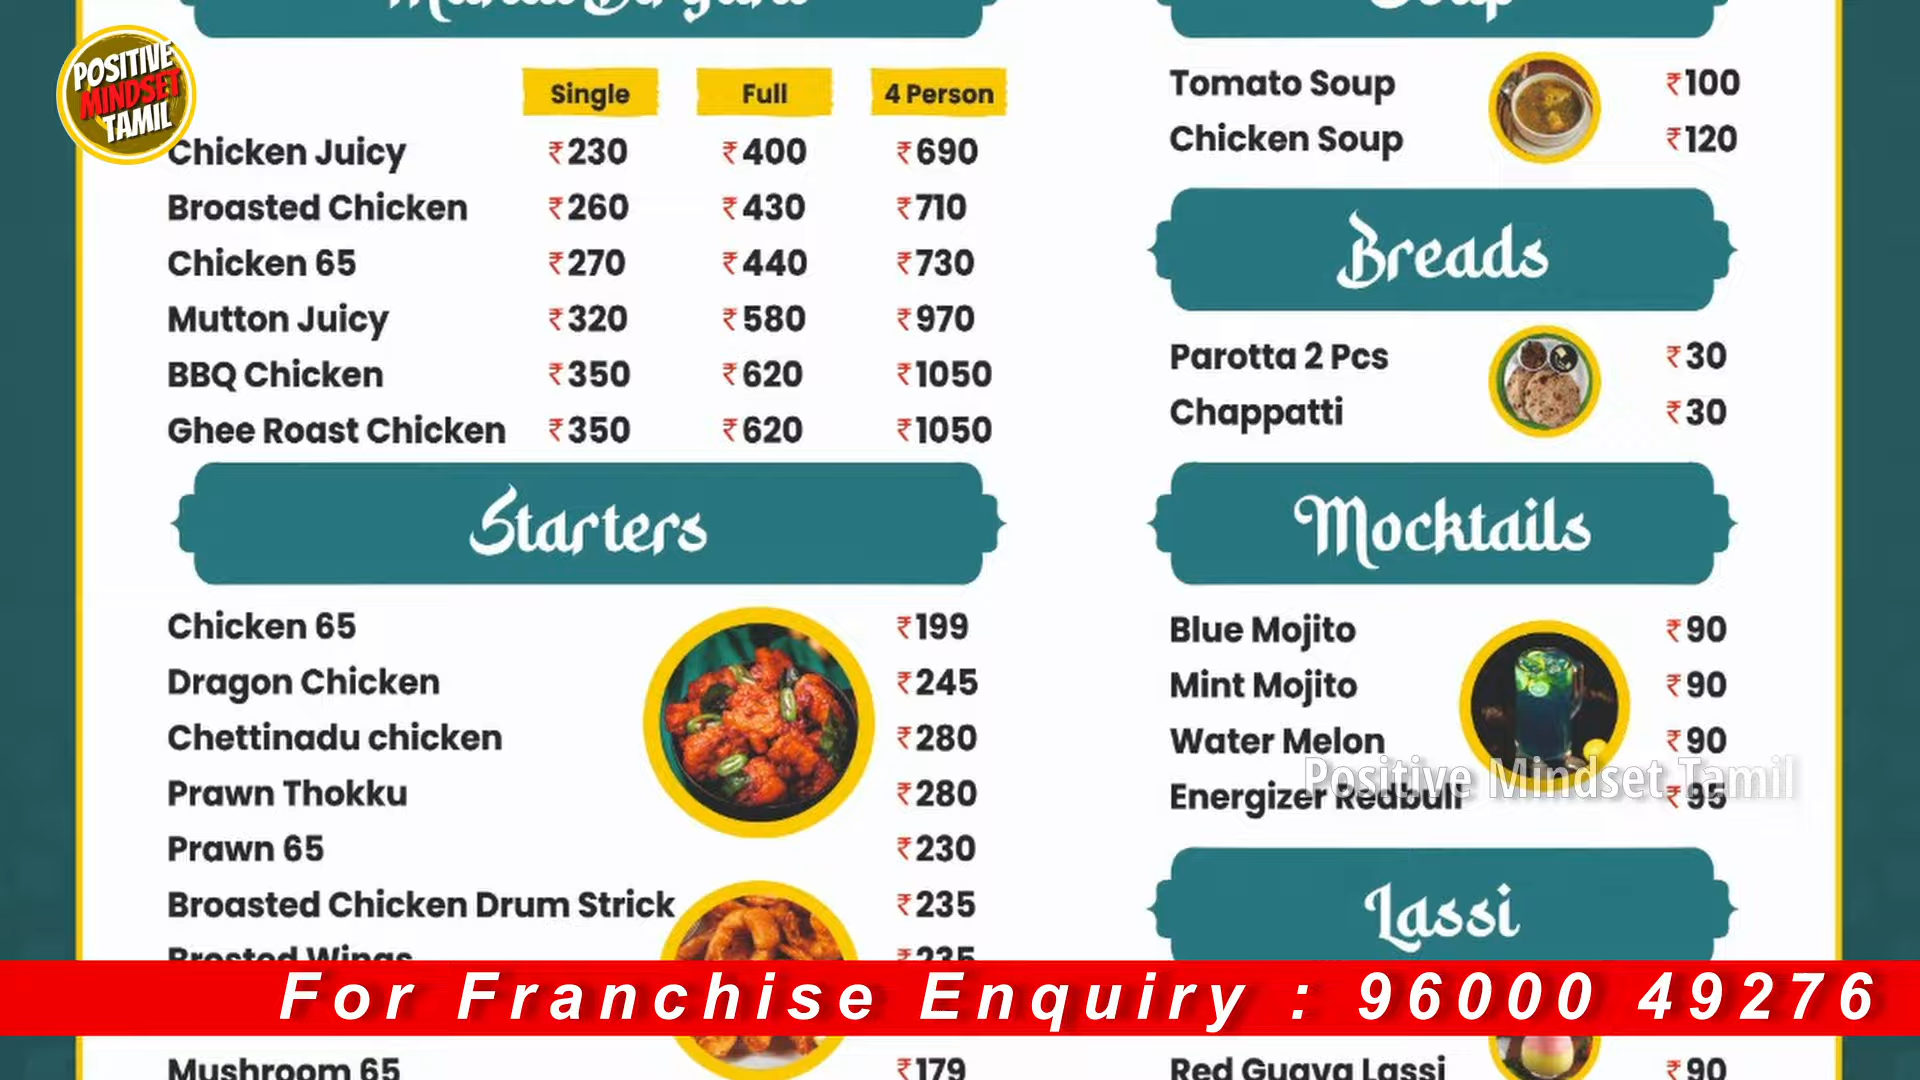 POSITIVE
MINDSET
TAMIL
Single Full 4 Person
Chicken Juicy ₹230 ₹400 ₹690
Broasted Chicken ₹260 ₹430 ₹710
Chicken 65 ₹270 ₹440 ₹730
Mutton Juicy ₹320 ₹580 ₹970
BBQ Chicken ₹350 ₹620 ₹1050
Ghee Roast Chicken ₹350 ₹620 ₹1050
Starters
Chicken 65 ₹199
Dragon Chicken ₹245
Chettinadu chicken ₹280
Prawn Thokku ₹280
Prawn 65 ₹230
Broasted Chicken Drum Strick ₹235
Brosted Wings ₹235
Mushroom 65 ₹179
Soup
Tomato Soup ₹100
Chicken Soup ₹120
Breads
Parotta 2 Pcs ₹30
Chappatti ₹30
Mocktails
Blue Mojito ₹90
Mint Mojito ₹90
Water Melon ₹90
Energizer Redbull ₹95
Positive Mindset Tamil
Lassi
Red Guava Lassi ₹90
For Franchise Enquiry : 96000 49276